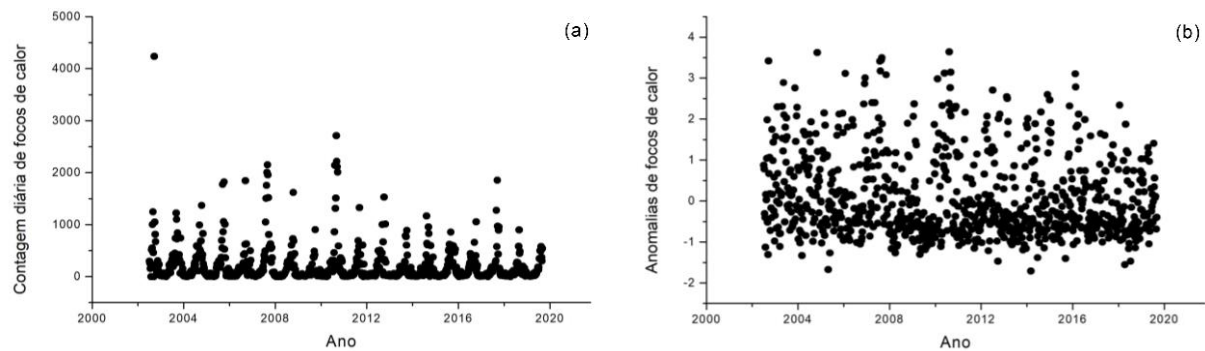 (a)
Contagem diária de focos de calor
5000
4000
3000
2000
1000
0
2000 2004 2008 2012 2016 2020
Ano
(b)
Anomalias de focos de calor
4
3
2
1
0
-1
-2
2000 2004 2008 2012 2016 2020
Ano